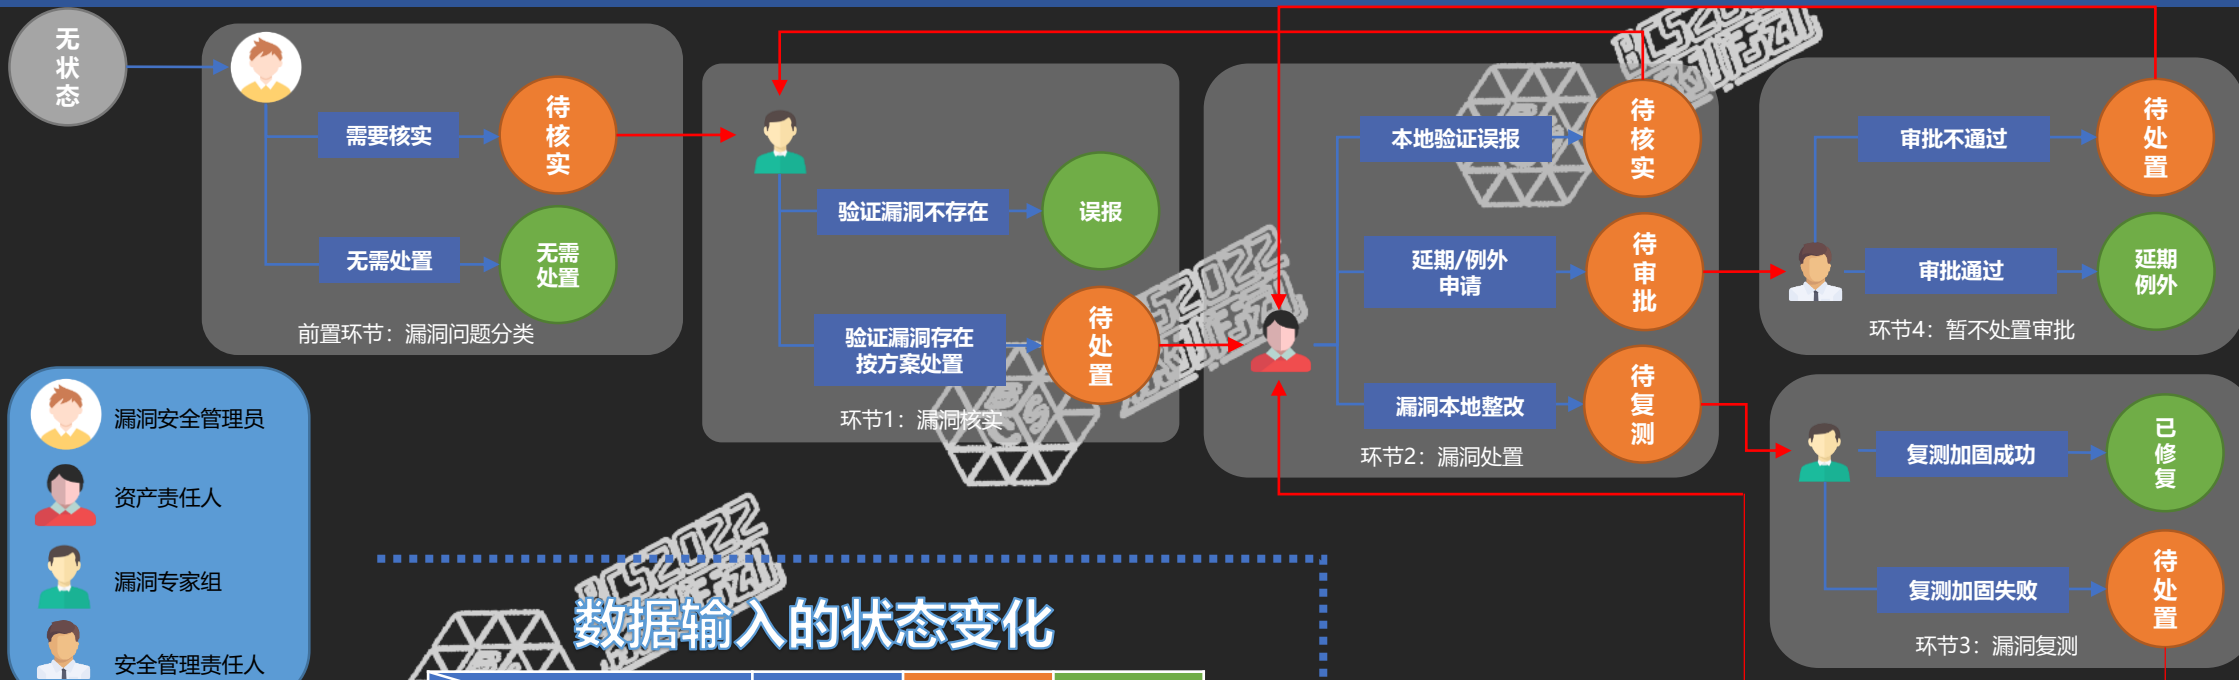 无
状
态
需要核实
待
核
实
无需处置
无需
处置
前置环节：漏洞问题分类
验证漏洞不存在
误报
验证漏洞存在
按方案处置
待
处
置
环节1：漏洞核实
本地验证误报
待
核
实
延期/例外
申请
待
审
批
漏洞本地整改
待
复
测
环节2：漏洞处置
审批不通过
待
处
置
审批通过
延期
例外
环节4：暂不处置审批
复测加固成功
已
修
复
复测加固失败
待
处
置
环节3：漏洞复测
漏洞安全管理员
资产责任人
漏洞专家组
安全管理责任人
数据输入的状态变化